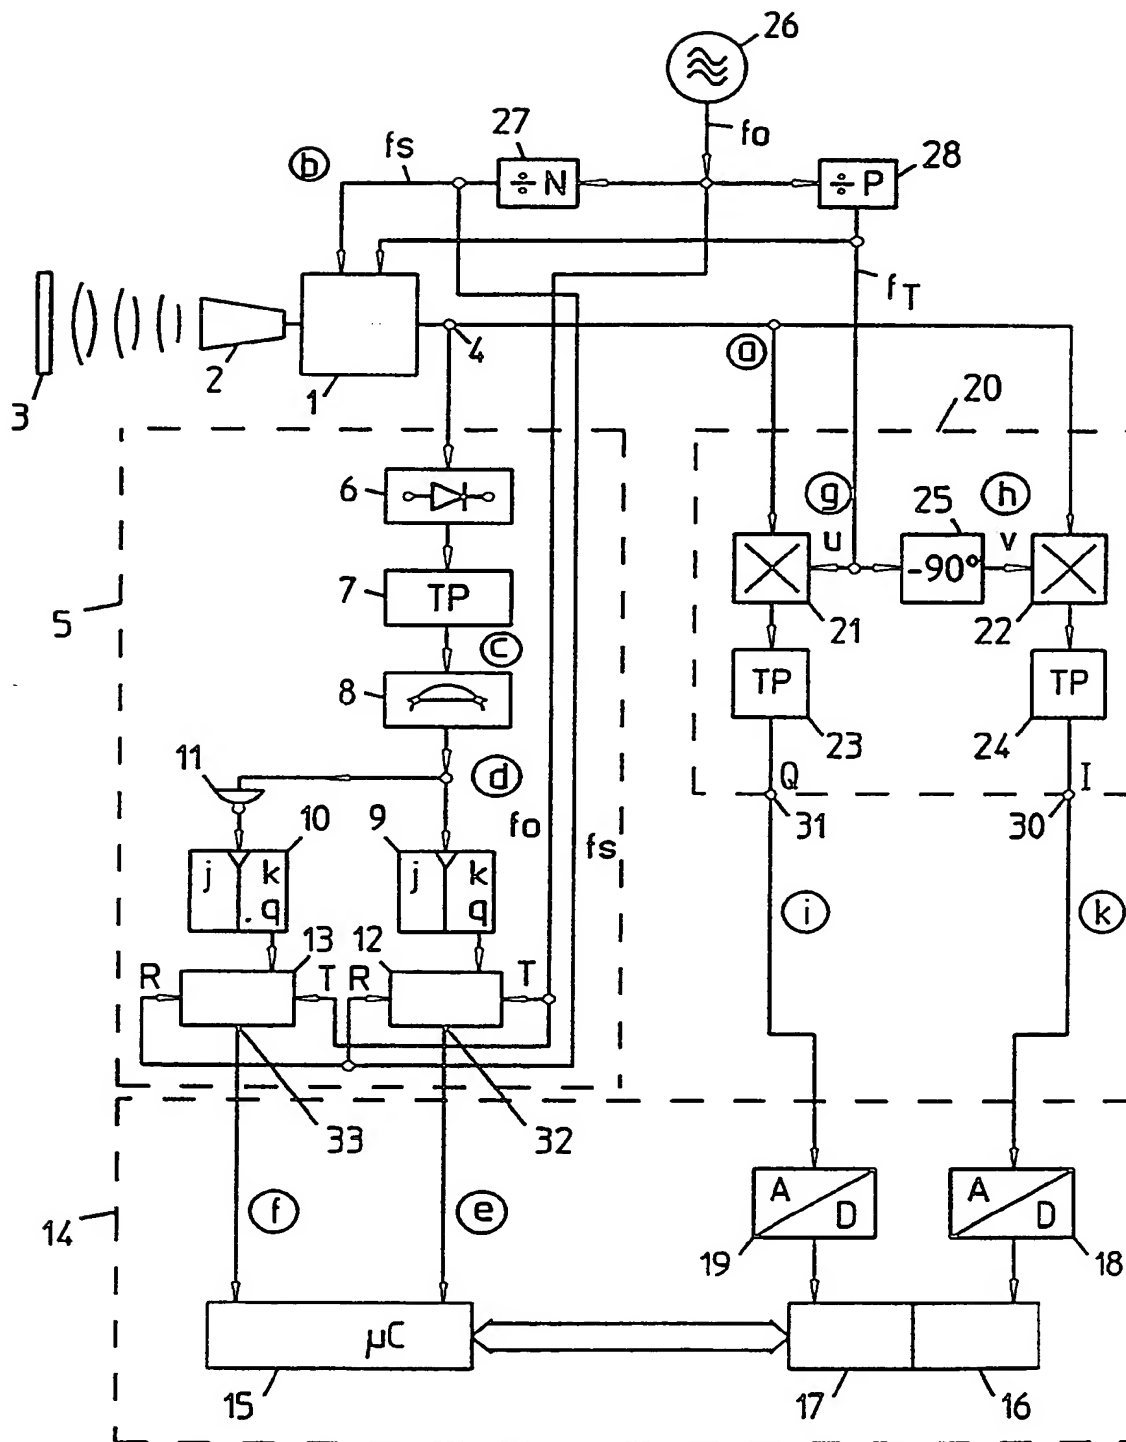 26
fo
27
fs
b
÷ N
÷ P
28
fT
3
2
1
4
a
20
6
7
TP
c
8
5
g
u
25
-90°
h
v
21
22
TP
TP
23
24
11
d
10
9
fo
fs
Q
I
31
30
j
k
q
j
k
q
i
k
13
12
R
T
R
T
33
32
14
f
e
A
D
A
D
19
18
µC
15
17
16